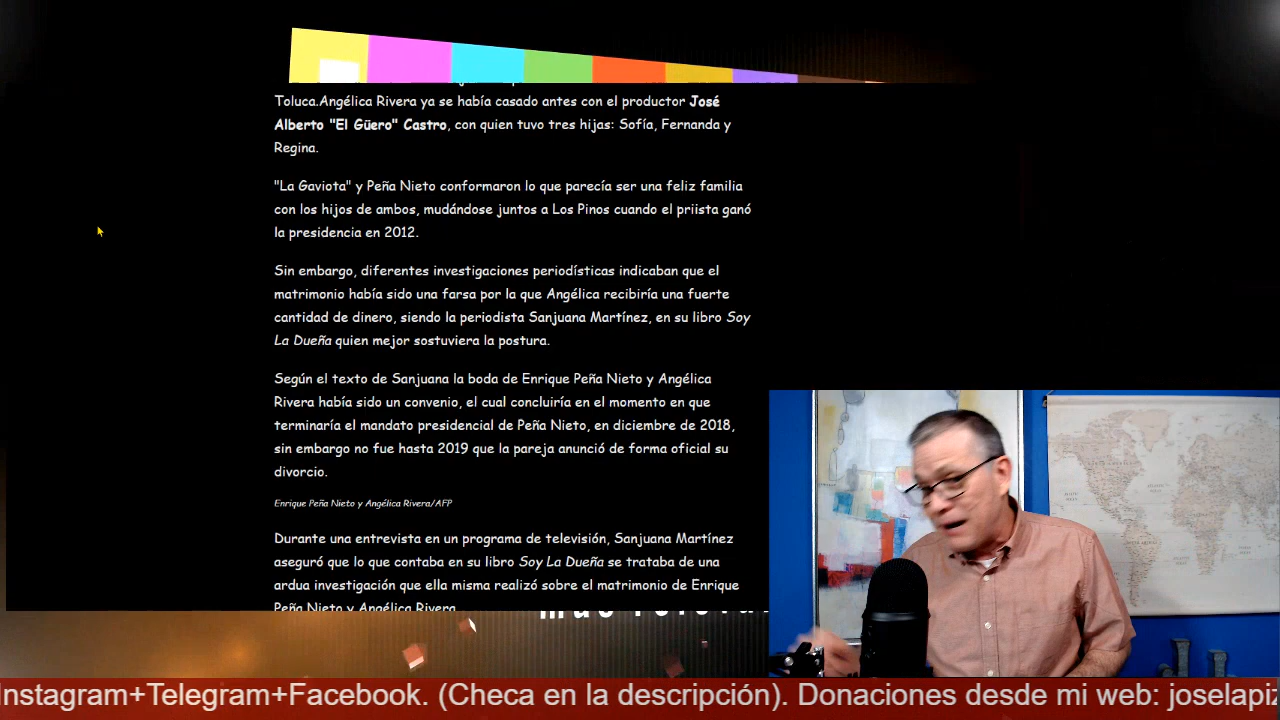 Toluca.Angélica Rivera ya se había casado antes con el productor José
Alberto "El Güero" Castro, con quien tuvo tres hijas: Sofía, Fernanda y
Regina.
"La Gaviota" y Peña Nieto conformaron lo que parecía ser una feliz familia
con los hijos de ambos, mudándose juntos a Los Pinos cuando el priista ganó
la presidencia en 2012.
Sin embargo, diferentes investigaciones periodísticas indicaban que el
matrimonio había sido una farsa por la que Angélica recibiría una fuerte
cantidad de dinero, siendo la periodista Sanjuana Martínez, en su libro Soy
La Dueña quien mejor sostuviera la postura.
Según el texto de Sanjuana la boda de Enrique Peña Nieto y Angélica
Rivera había sido un convenio, el cual concluiría en el momento en que
terminaría el mandato presidencial de Peña Nieto, en diciembre de 2018,
sin embargo no fue hasta 2019 que la pareja anunció de forma oficial su
divorcio.
Enrique Peña Nieto y Angélica Rivera/AFP
Durante una entrevista en un programa de televisión, Sanjuana Martínez
aseguró que lo que contaba en su libro Soy La Dueña se trataba de una
ardua investigación que ella misma realizó sobre el matrimonio de Enrique
Peña Nieto y Angélica Rivera
Instagram+Telegram+Facebook. (Checa en la descripción). Donaciones desde mi web: joselapiz